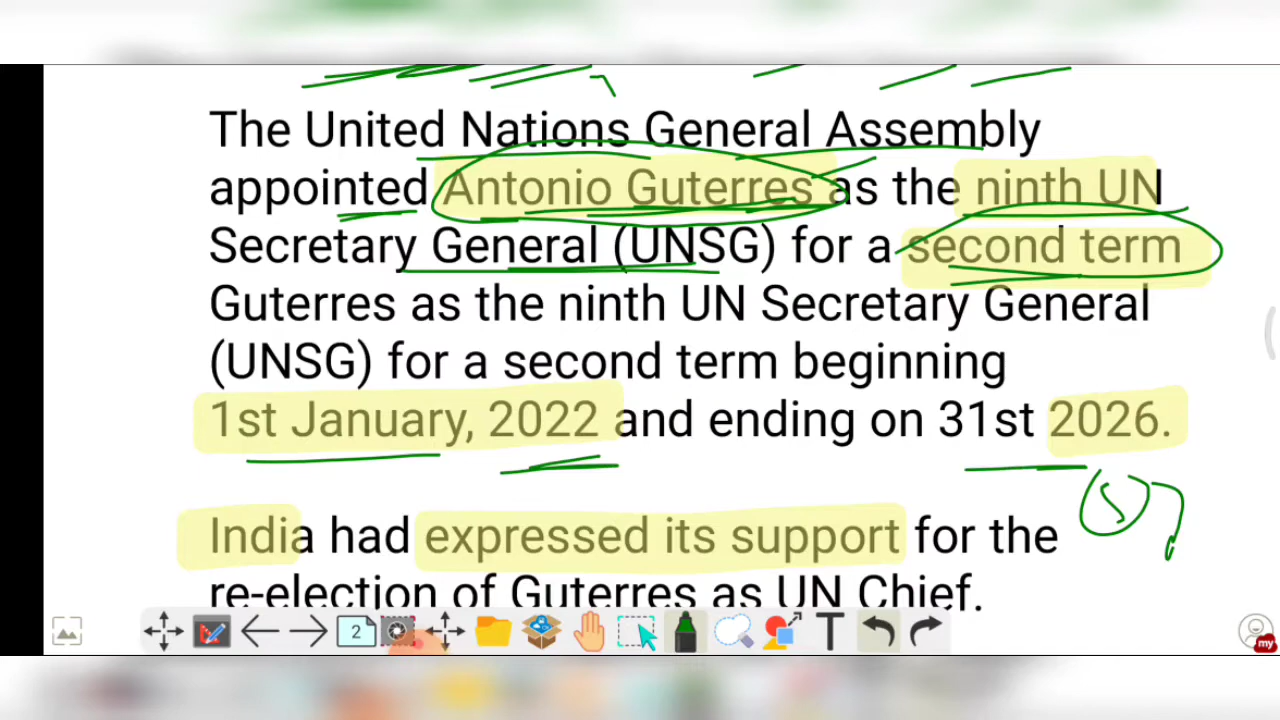 The United Nations General Assembly
appointed Antonio Guterres as the ninth UN
Secretary General (UNSG) for a second term
Guterres as the ninth UN Secretary General
(UNSG) for a second term beginning
1st January, 2022 and ending on 31st 2026.
India had expressed its support for the
re-election of Guterres as UN Chief.
2
T
my